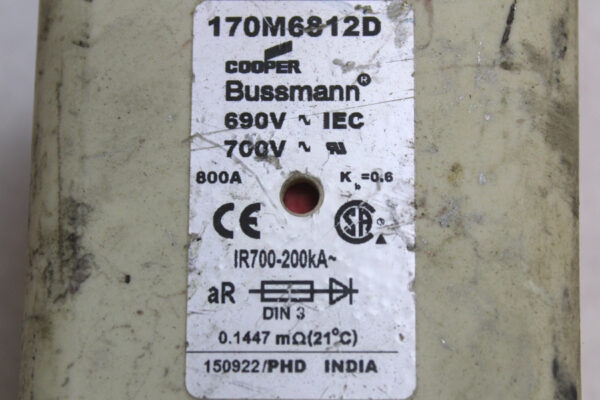 170M6812D
COOPER
Bussmann®
690V ~ IEC
700V ~
800A K b=0.6
CE
IR700-200kA~
aR
DIN 3
0.1447 mΩ(21°C)
150922/PHD INDIA